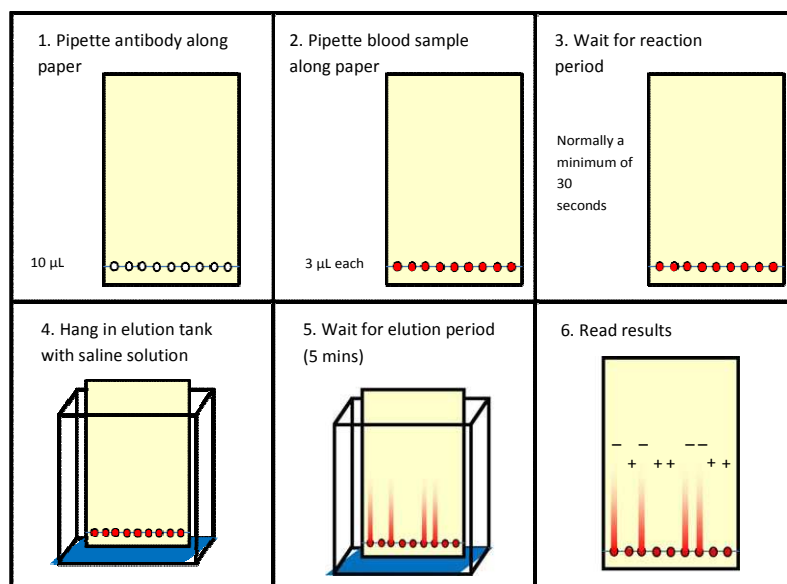 1. Pipette antibody along
paper
10 µL
2. Pipette blood sample
along paper
3 µL each
3. Wait for reaction
period
Normally a
minimum of
30
seconds
4. Hang in elution tank
with saline solution
5. Wait for elution period
(5 mins)
6. Read results
– – – –
+ + + + +